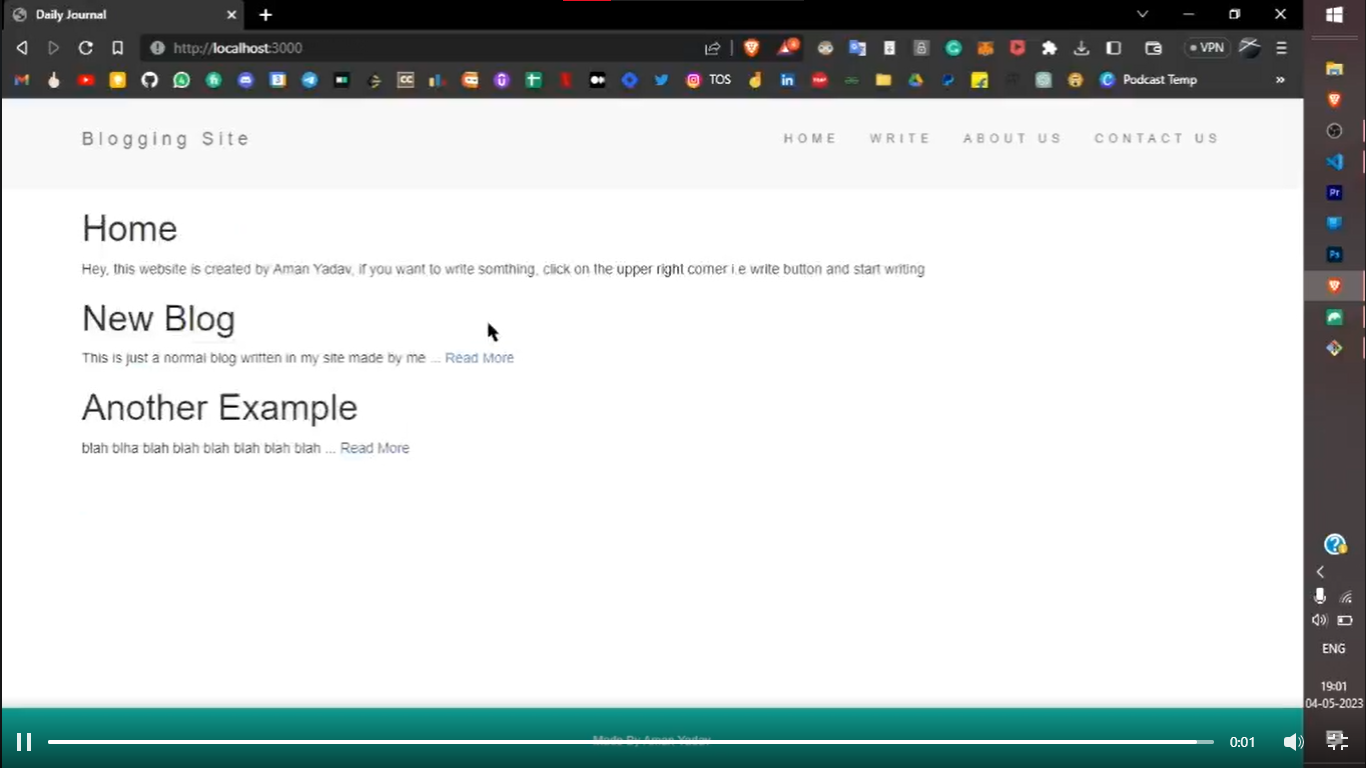 Daily Journal
http://localhost:3000
VPN
TOS
Podcast Temp
Blogging Site
HOME WRITE ABOUT US CONTACT US
Home
Hey, this website is created by Aman Yadav, if you want to write somthing, click on the upper right corner i.e write button and start writing
New Blog
This is just a normal blog written in my site made by me ... Read More
Another Example
blah blha blah blah blah blah blah blah ... Read More
Made By Aman Yadav
0:01
Pr
Ps
ENG
19:01
04-05-2023